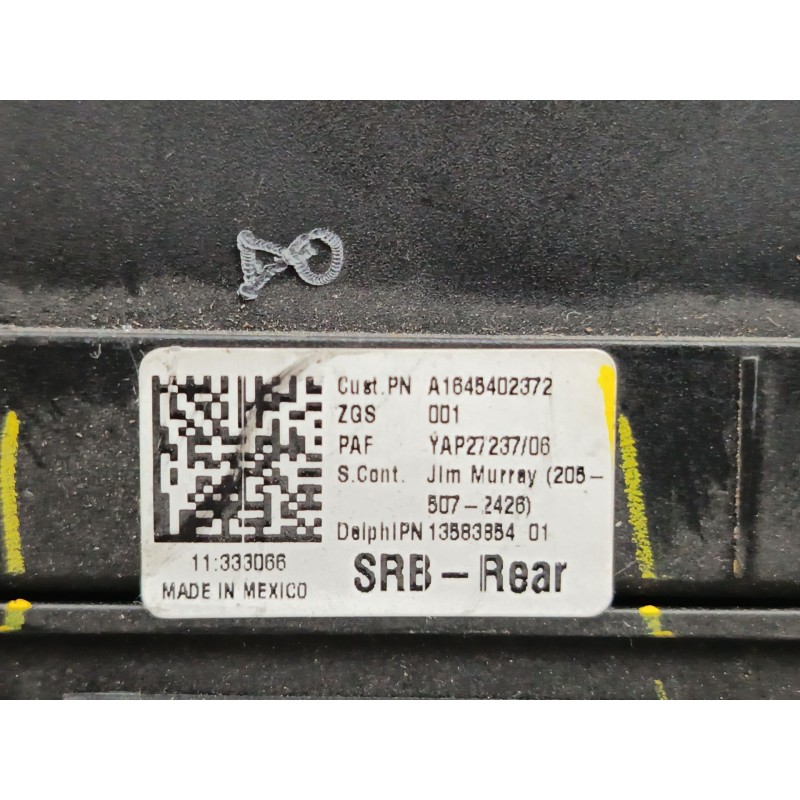 Cust.PN A1645402372
ZGS 001
PAF YAP27237/06
S.Cont. Jim Murray (205-
507-2426)
DelphiPN 13583854 01
11:333066
MADE IN MEXICO
SRB-Rear